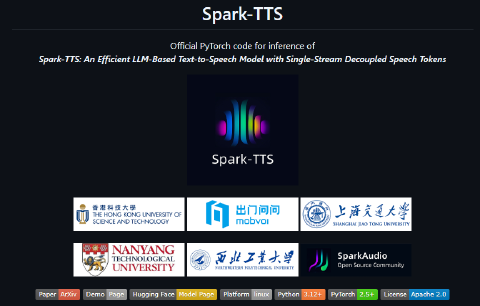 Spark-TTS
Official PyTorch code for inference of
Spark-TTS: An Efficient LLM-Based Text-to-Speech Model with Single-Stream Decoupled Speech Tokens
Spark-TTS
香港科技大學
THE HONG KONG UNIVERSITY OF
SCIENCE AND TECHNOLOGY
出门问问
mobvoi
上海交通大学
SHANGHAI JIAO TONG UNIVERSITY
NANYANG
TECHNOLOGICAL
UNIVERSITY
西北工业大学
NORTHWESTERN POLYTECHNICAL UNIVERSITY
SparkAudio
Open Source Community
Paper ArXiv Demo Page Hugging Face Model Page Platform linux Python 3.12+ PyTorch 2.5+ License Apache 2.0